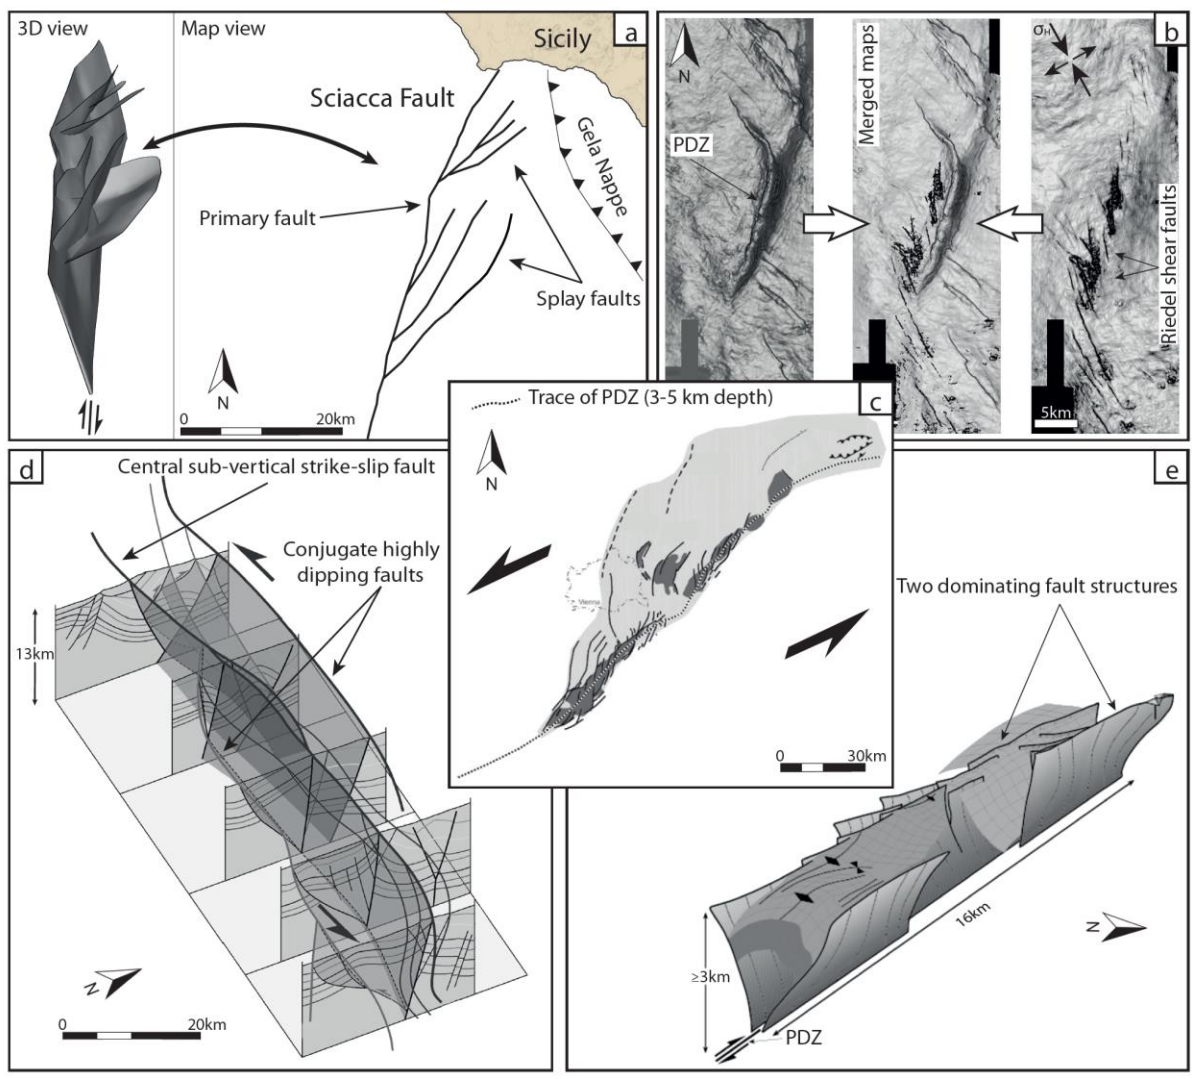 3D view
Map view
Sicily
a
Sciacca Fault
Gela Nappe
Primary fault
Splay faults
N
0 20km
b
N
PDZ
Merged maps
σH
Riedel shear faults
5km
c
Trace of PDZ (3-5 km depth)
N
Vienna
0 30km
d
Central sub-vertical strike-slip fault
Conjugate highly
dipping faults
13km
N
0 20km
e
Two dominating fault structures
16km
N
≥3km
PDZ